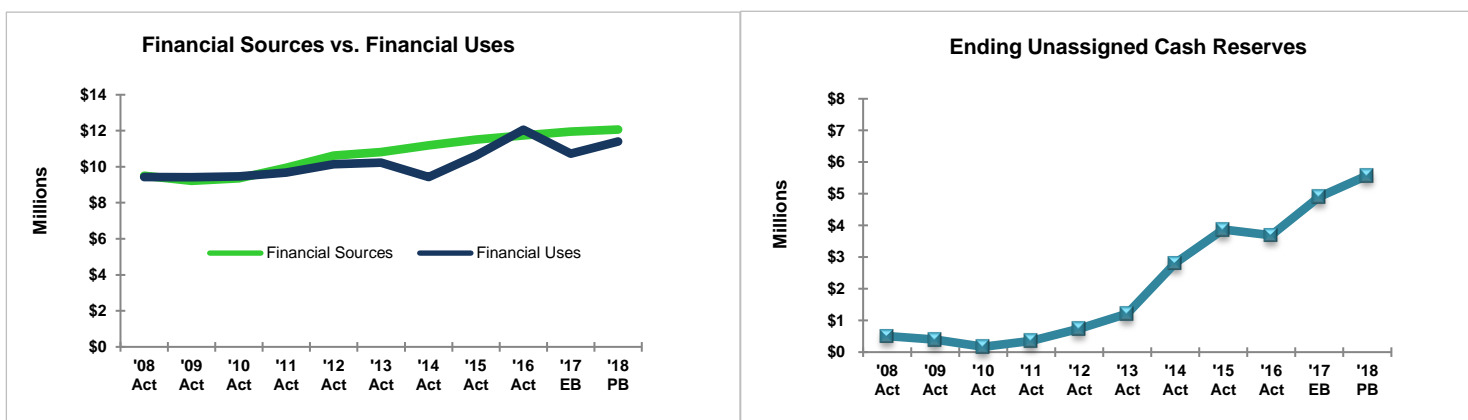 Financial Sources vs. Financial Uses
$14
$12
$10
$8
$6
$4
$2
$0
Millions
Financial Sources
Financial Uses
'08 '09 '10 '11 '12 '13 '14 '15 '16 '17 '18
Act Act Act Act Act Act Act Act Act EB PB
Ending Unassigned Cash Reserves
$8
$7
$6
$5
$4
$3
$2
$1
$0
Millions
'08 '09 '10 '11 '12 '13 '14 '15 '16 '17 '18
Act Act Act Act Act Act Act Act Act EB PB